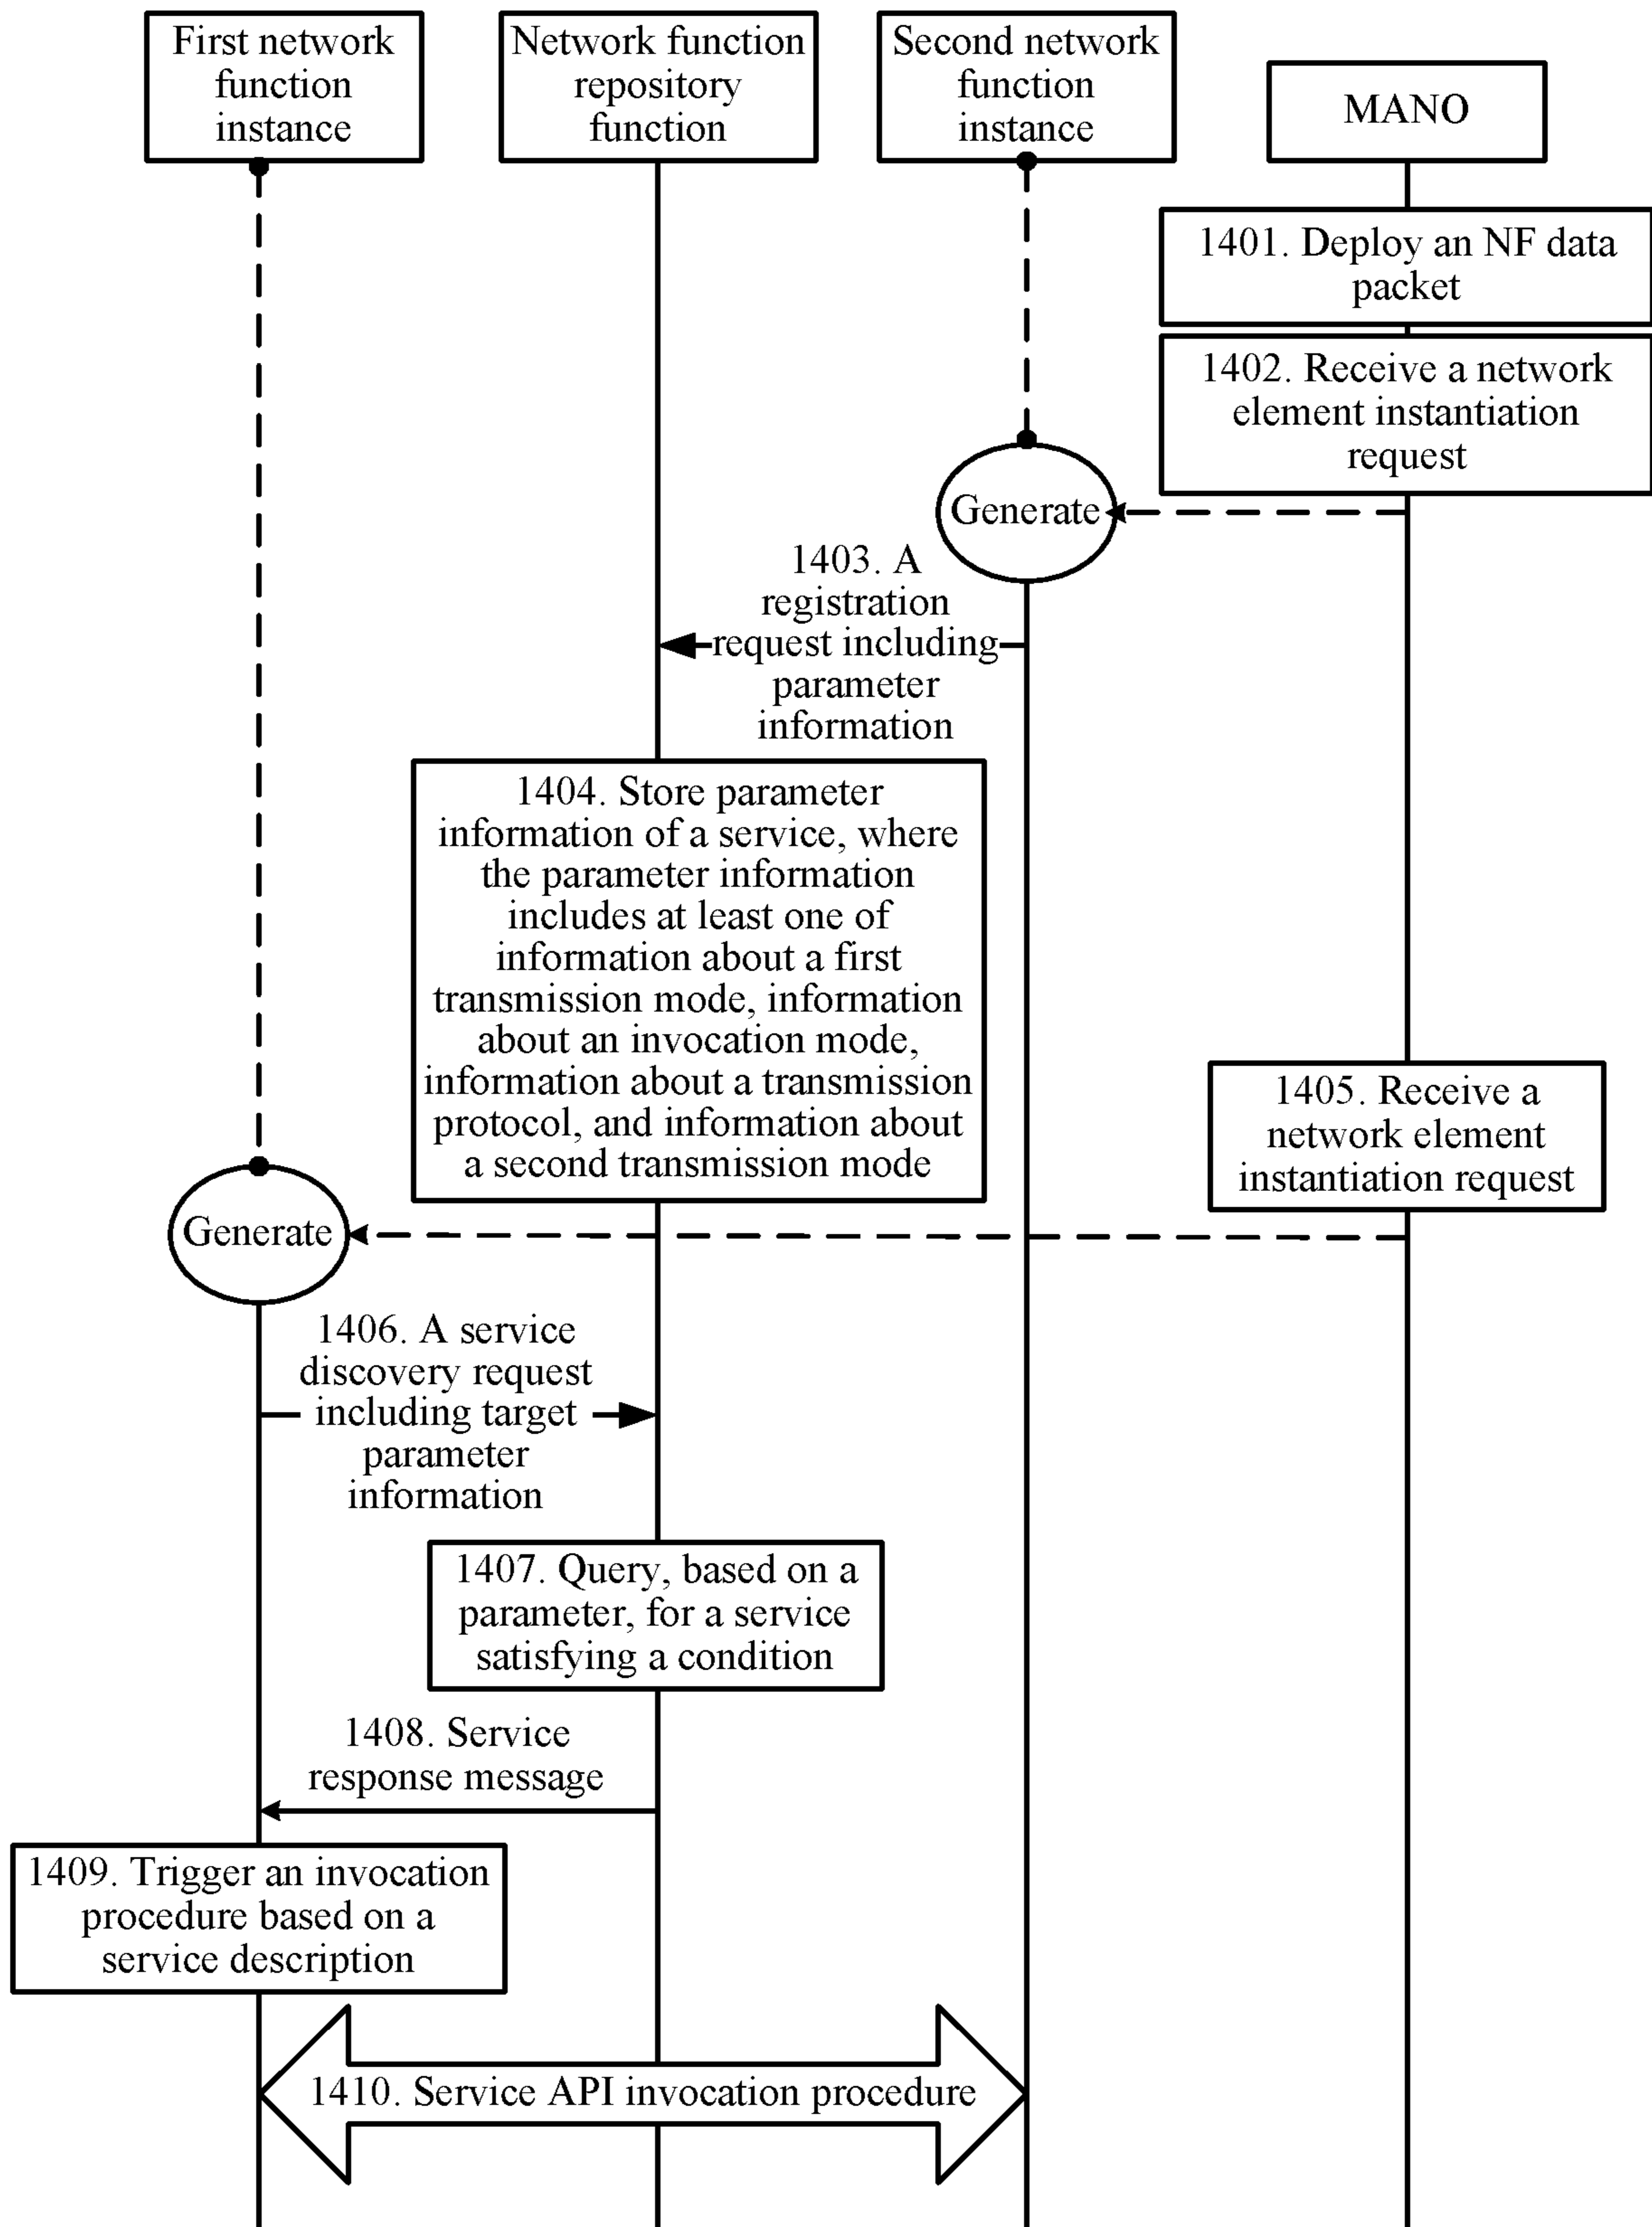 First network
function
instance
Network function
repository
function
Second network
function
instance
MANO
1401. Deploy an NF data
packet
1402. Receive a network
element instantiation
request
Generate
1403. A
registration
request including
parameter
information
1404. Store parameter
information of a service, where
the parameter information
includes at least one of
information about a first
transmission mode, information
about an invocation mode,
information about a transmission
protocol, and information about
a second transmission mode
1405. Receive a
network element
instantiation request
Generate
1406. A service
discovery request
including target
parameter
information
1407. Query, based on a
parameter, for a service
satisfying a condition
1408. Service
response message
1409. Trigger an invocation
procedure based on a
service description
1410. Service API invocation procedure